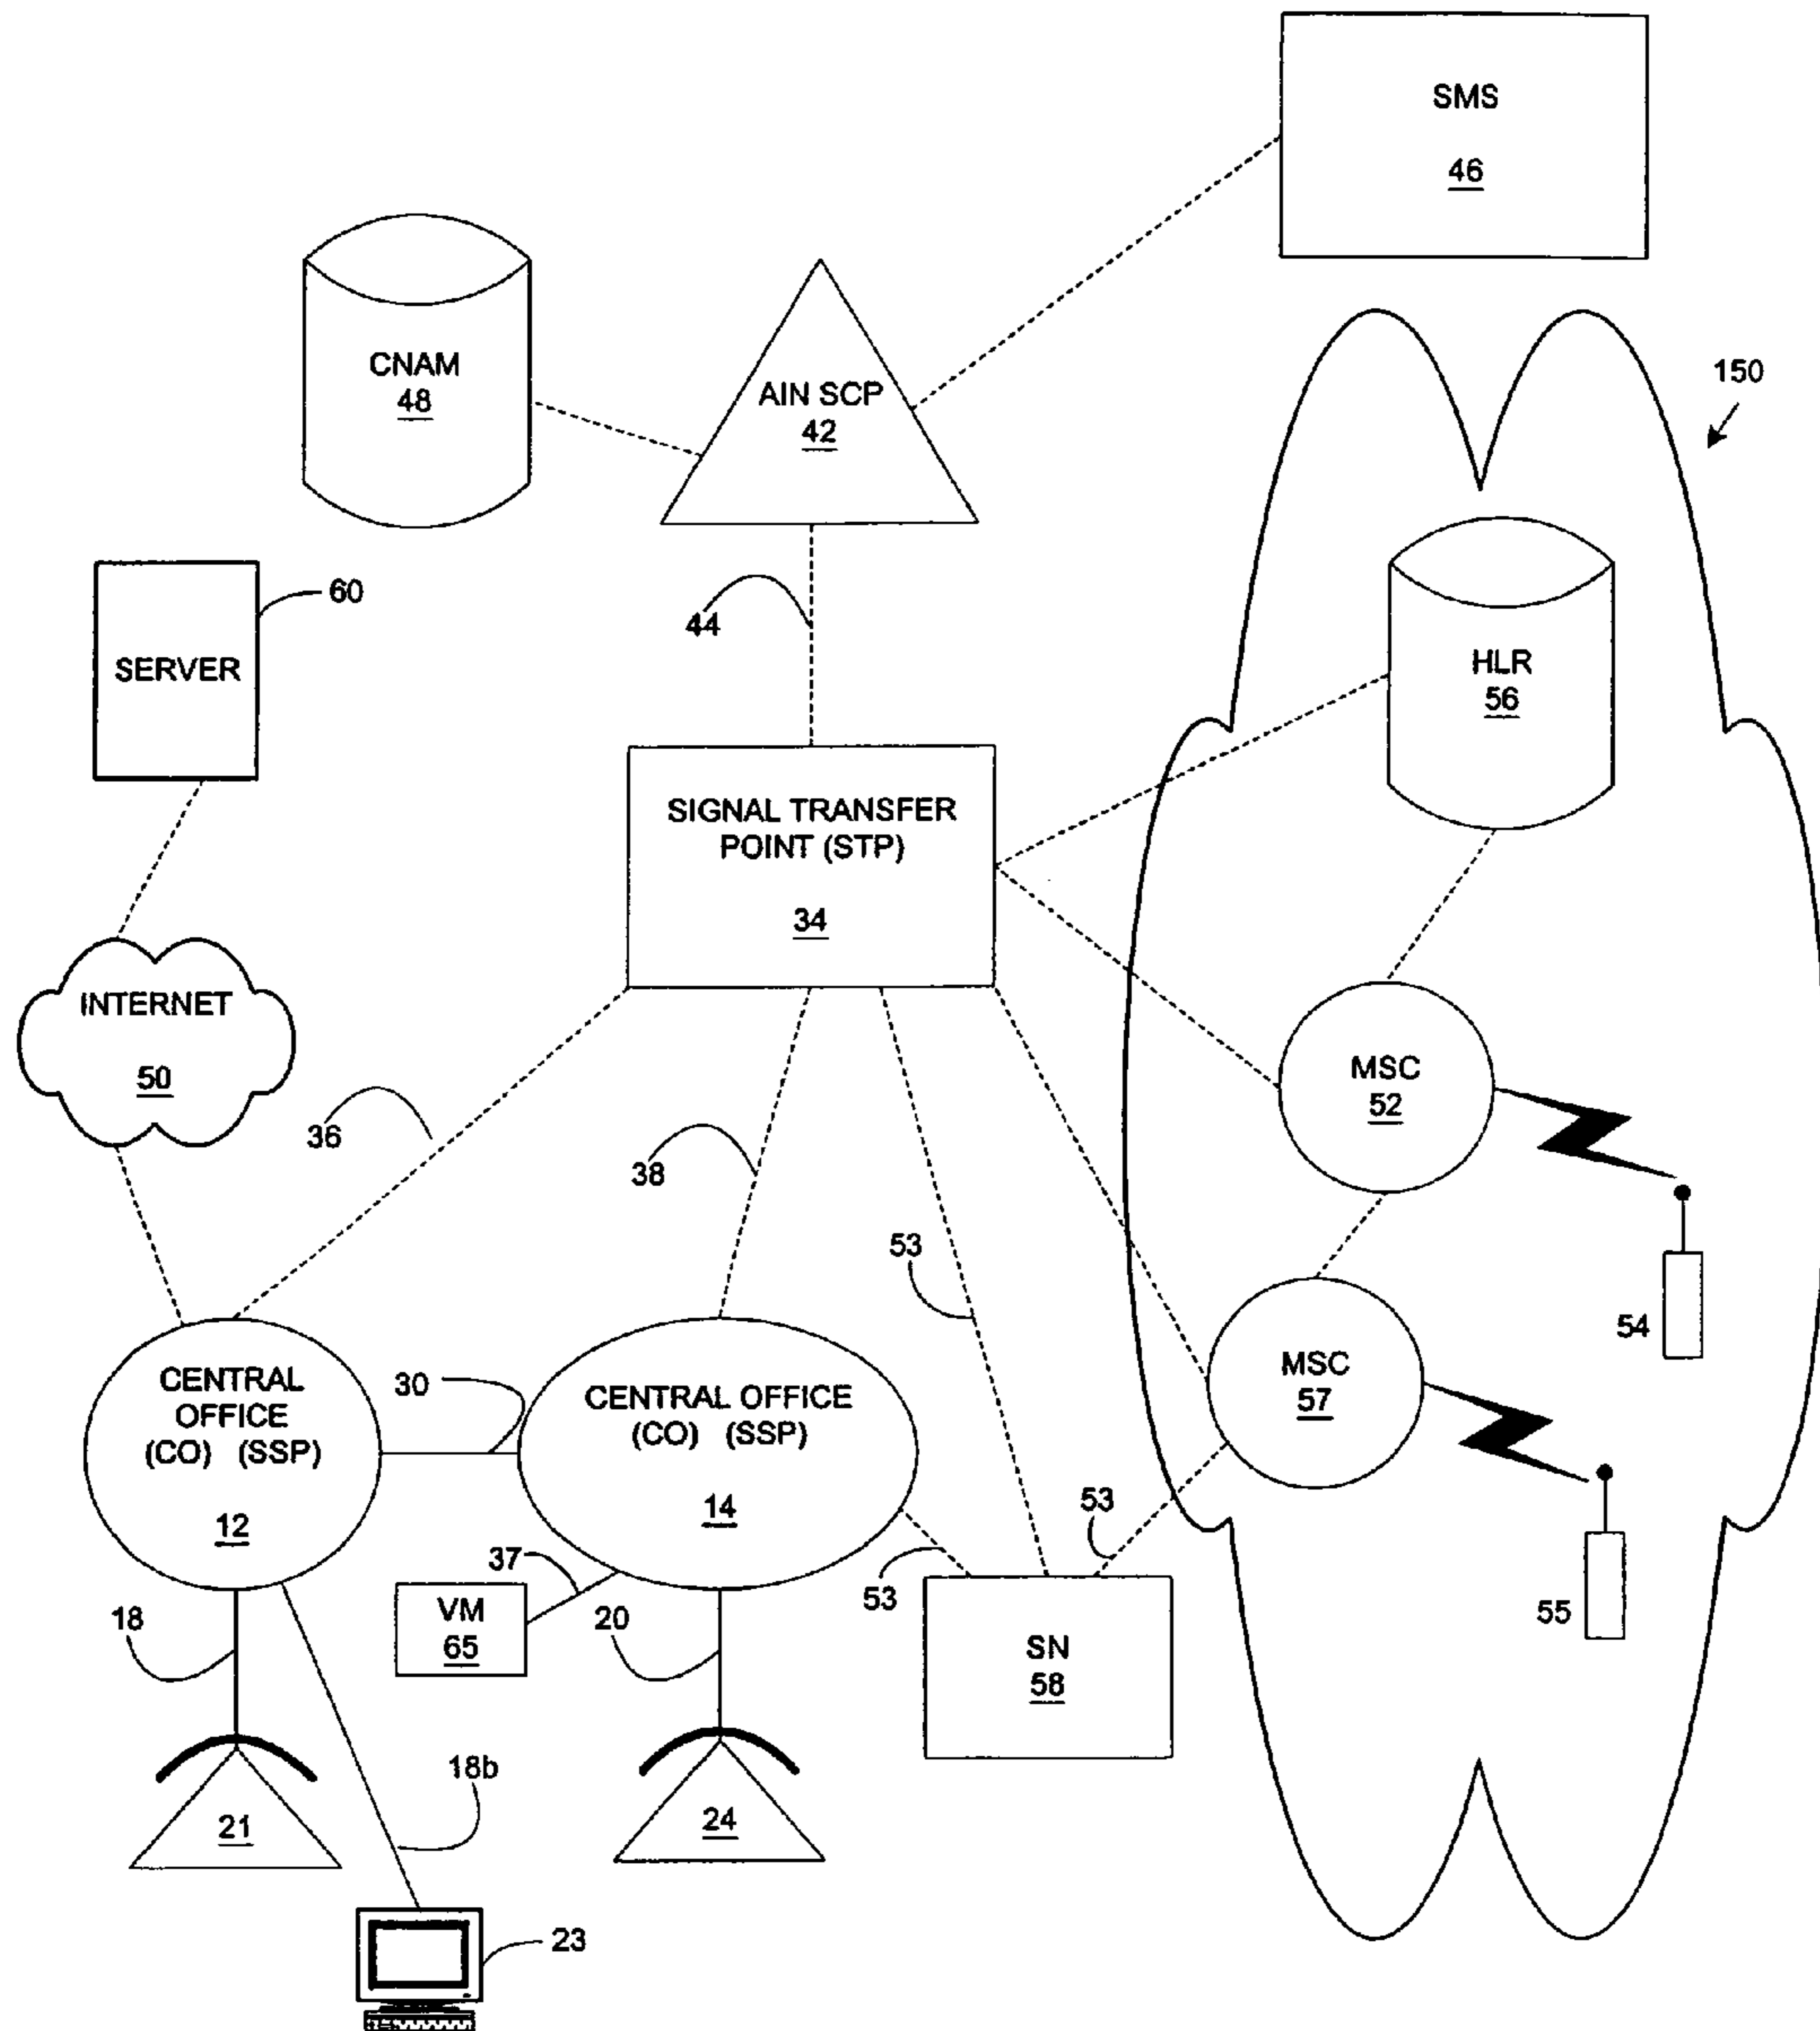 SMS
46
CNAM
48
AIN SCP
42
150
60
SERVER
44
HLR
56
SIGNAL TRANSFER
POINT (STP)
34
INTERNET
50
MSC
52
36
38
53
54
CENTRAL
OFFICE
(CO) (SSP)
12
30
CENTRAL OFFICE
(CO) (SSP)
14
MSC
57
53
37
53
VM
65
18
20
SN
58
55
18b
21
24
23